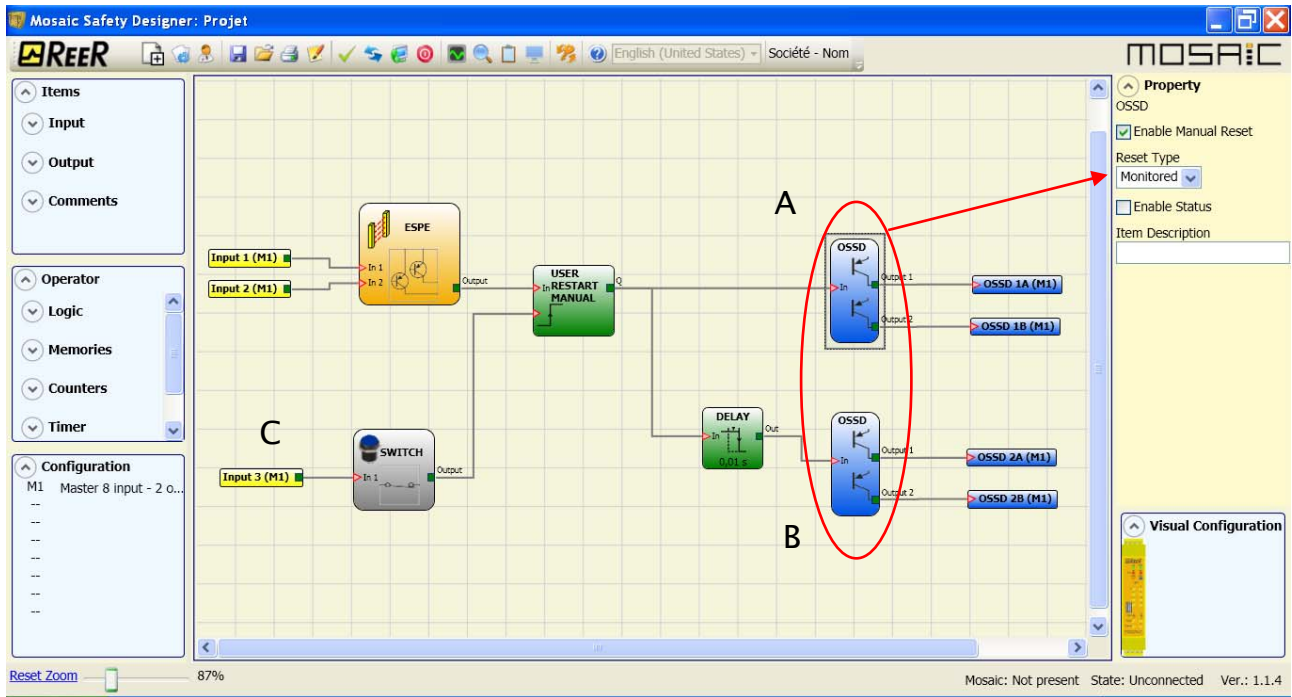 Mosaic Safety Designer: Projet
REER
English (United States)
Société - Nom
MOSAIC
Items
Input
Output
Comments
Operator
Logic
Memories
Counters
Timer
Configuration
M1 Master 8 input - 2 o...
--
--
--
--
--
--
--
A
ESPE
Input 1 (M1)
Input 2 (M1)
In 1
In 2
Output
USER
RESTART
MANUAL
In
Q
OSSD
In
Output 1
Output 2
OSSD 1A (M1)
OSSD 1B (M1)
C
Input 3 (M1)
SWITCH
In 1
Output
DELAY
In
Out
0,01 s
OSSD
In
Output 1
Output 2
OSSD 2A (M1)
OSSD 2B (M1)
B
Property
OSSD
Enable Manual Reset
Reset Type
Monitored
Enable Status
Item Description
Visual Configuration
Reset Zoom
87%
Mosaic: Not present State: Unconnected Ver.: 1.1.4